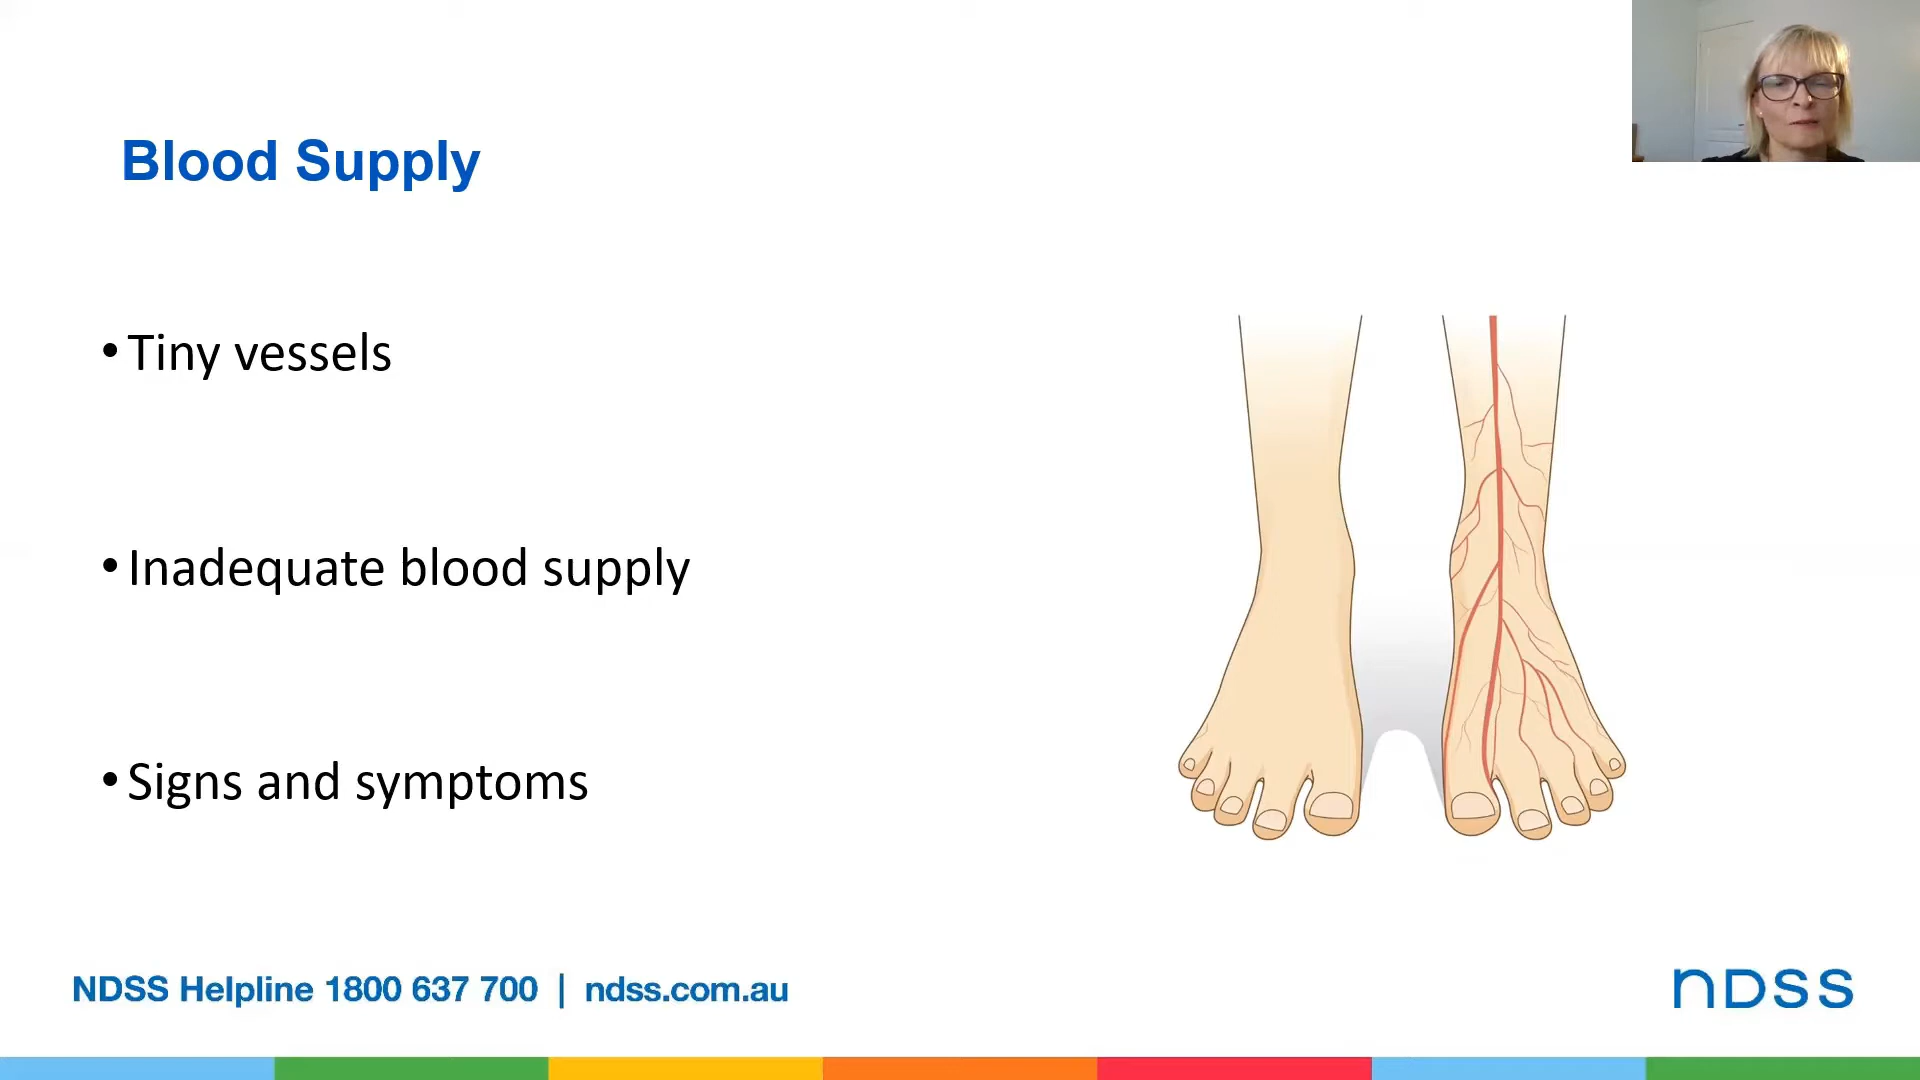 Blood Supply
• Tiny vessels
• Inadequate blood supply
• Signs and symptoms
NDSS Helpline 1800 637 700 | ndss.com.au
NDSS